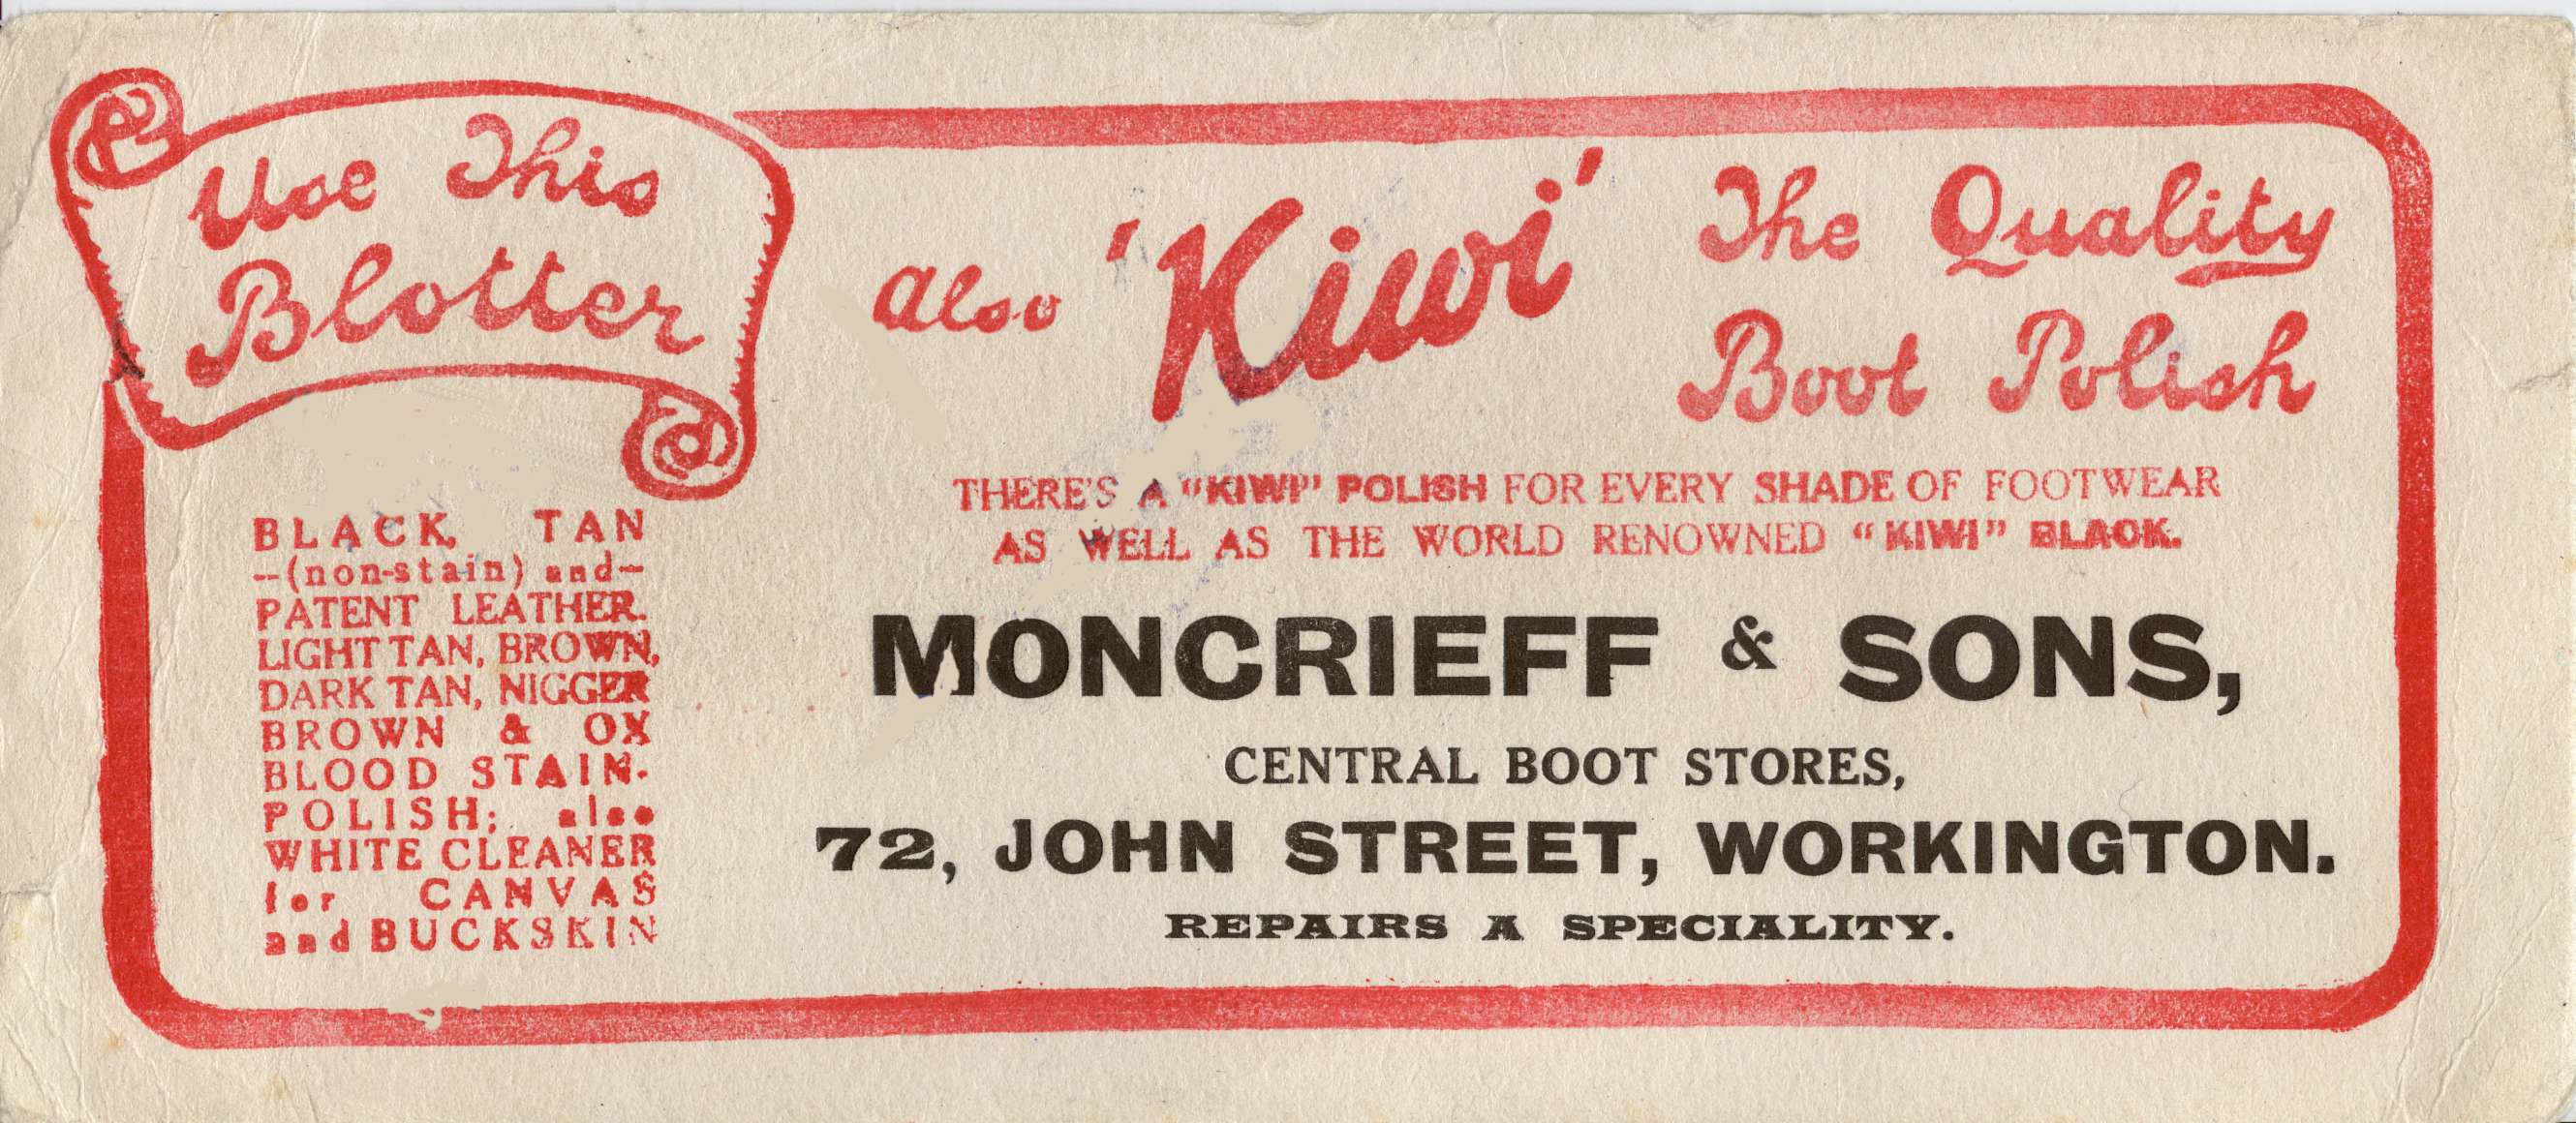 Use This
Blotter
also 'Kiwi' The Quality
Boot Polish
THERE'S A "KIWI" POLISH FOR EVERY SHADE OF FOOTWEAR
AS WELL AS THE WORLD RENOWNED "KIWI" BLACK.
BLACK, TAN
-(non-stain) and-
PATENT LEATHER.
LIGHT TAN, BROWN,
DARK TAN, NIGGER
BROWN & OX
BLOOD STAIN.
POLISH; also
WHITE CLEANER
for CANVAS
and BUCKSKIN
MONCRIEFF & SONS,
CENTRAL BOOT STORES,
72, JOHN STREET, WORKINGTON.
REPAIRS A SPECIALITY.